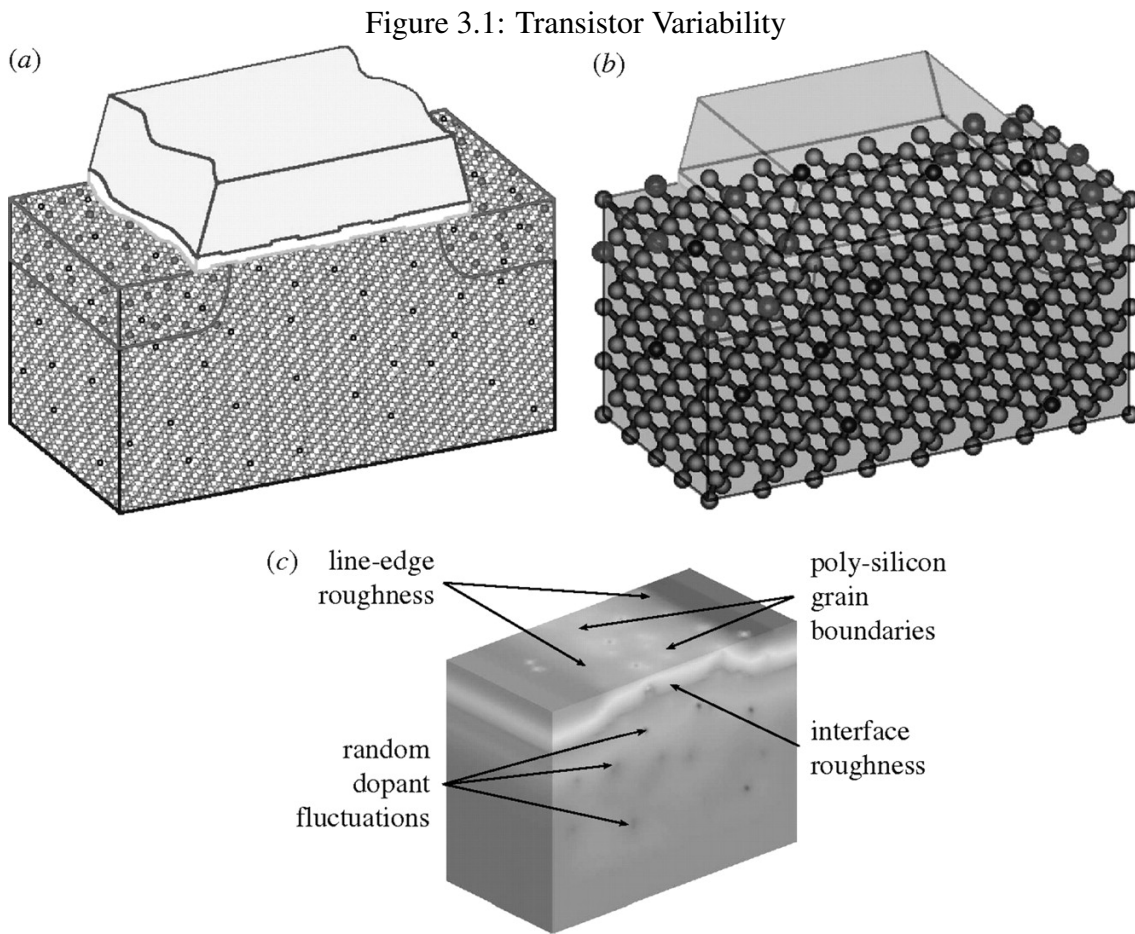 Figure 3.1: Transistor Variability
(a)
(b)
(c)
line-edge
roughness
poly-silicon
grain
boundaries
random
dopant
fluctuations
interface
roughness